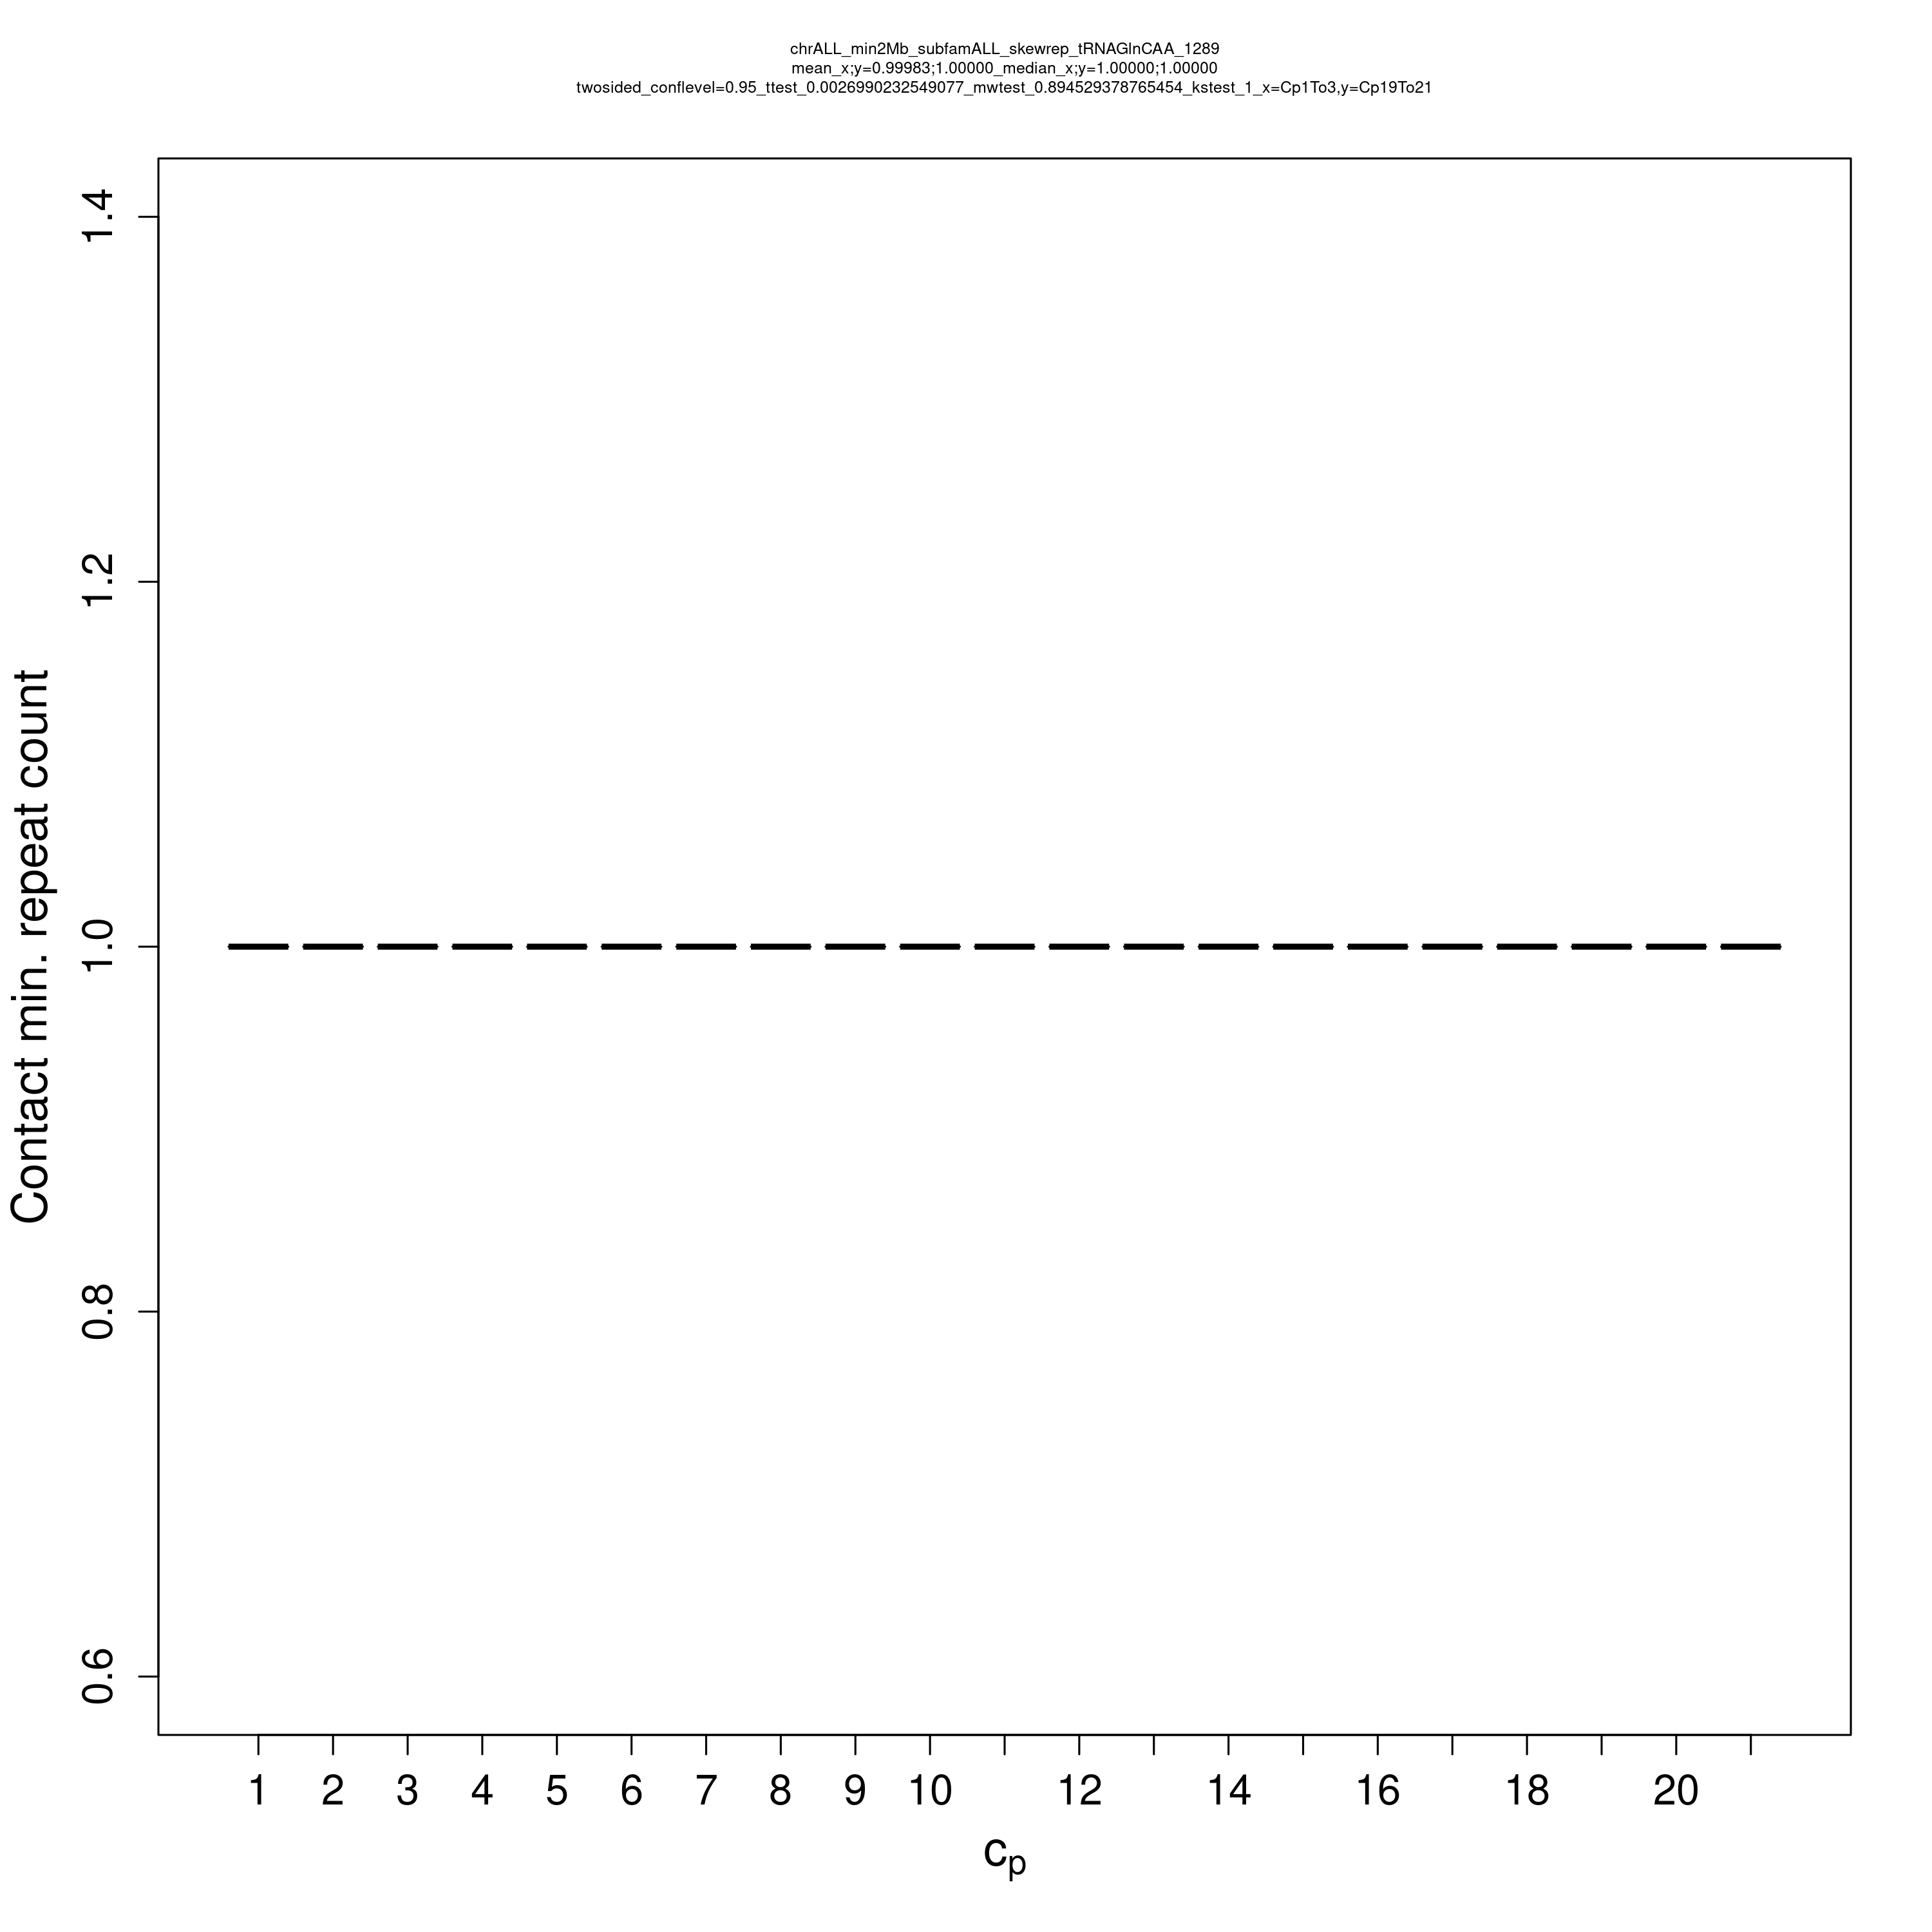 chrALL_min2Mb_subfamALL_skewrep_tRNAGlnCAA_1289
mean_x;y=0.99983;1.00000_median_x;y=1.00000;1.00000
twosided_conflevel=0.95_ttest_0.0026990232549077_mwtest_0.894529378765454_kstest_1_x=Cp1To3,y=Cp19To21
1.4
1.2
1.0
0.8
0.6
Contact min. repeat count
1 2 3 4 5 6 7 8 9 10 12 14 16 18 20
cp